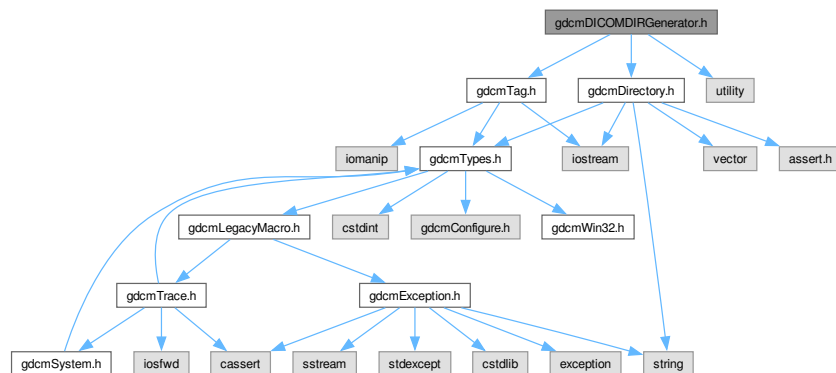 gdcmDICOMDIRGenerator.h
gdcmTag.h
gdcmDirectory.h
utility
iomanip
gdcmTypes.h
iostream
vector
assert.h
gdcmLegacyMacro.h
cstdint
gdcmConfigure.h
gdcmWin32.h
gdcmTrace.h
gdcmException.h
gdcmSystem.h
iosfwd
cassert
sstream
stdexcept
cstdlib
exception
string